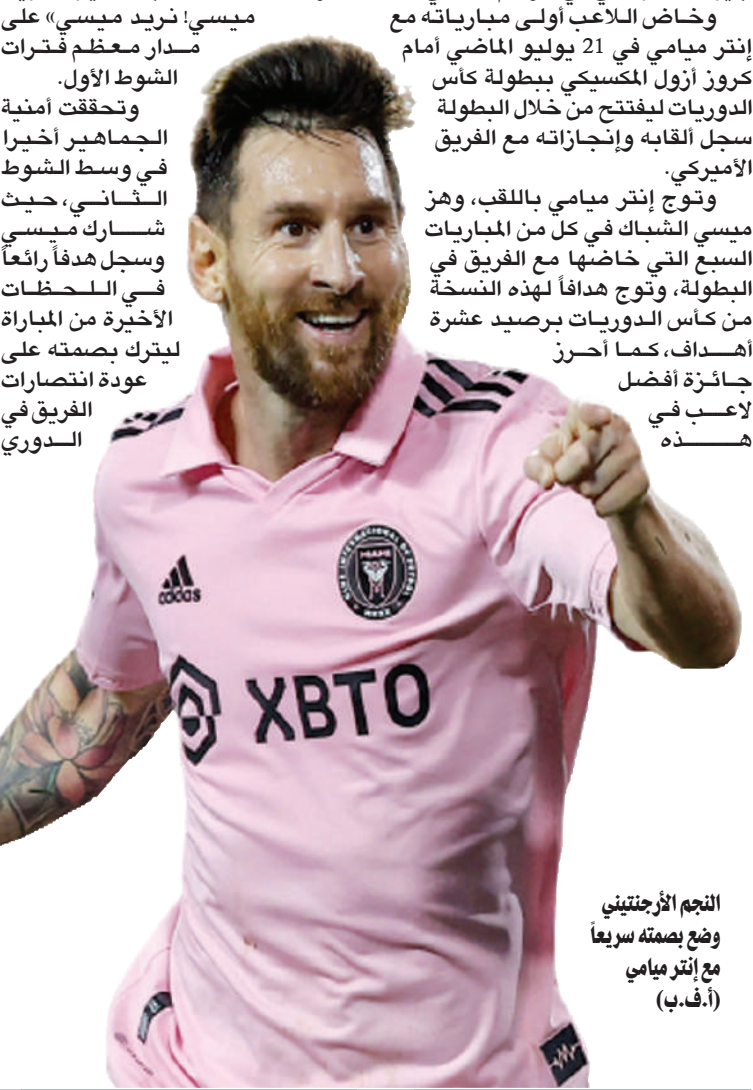 وخاض اللاعب أولى مبارياته مع
إنتر ميامي في 21 يوليو الماضي أمام
كروز أزول المكسيكي ببطولة كأس
الدوريات ليفتتح من خلال البطولة
سجل ألقابه وإنجازاته مع الفريق
الأميركي.
وتوج إنتر ميامي باللقب، وهز
ميسي الشباك في كل من المباريات
السبع التي خاضها مع الفريق في
البطولة، وتوج هدافاً لهذه النسخة
من كأس الدوريات برصيد عشرة
أهداف، كما أحرز
جائزة أفضل
لاعب في
هذه
ميسي! نريد ميسي» على
مدار معظم فترات
الشوط الأول.
وتحققت أمنية
الجماهير أخيرا
في وسط الشوط
الثاني، حيث
شارك ميسي
وسجل هدفاً رائعاً
في اللحظات
الأخيرة من المباراة
ليترك بصمته على
عودة انتصارات
الفريق في
الدوري
adidas
MIAMI
XBTO
النجم الأرجنتيني
وضع بصمته سريعاً
مع إنتر ميامي
(أ.ف.ب)